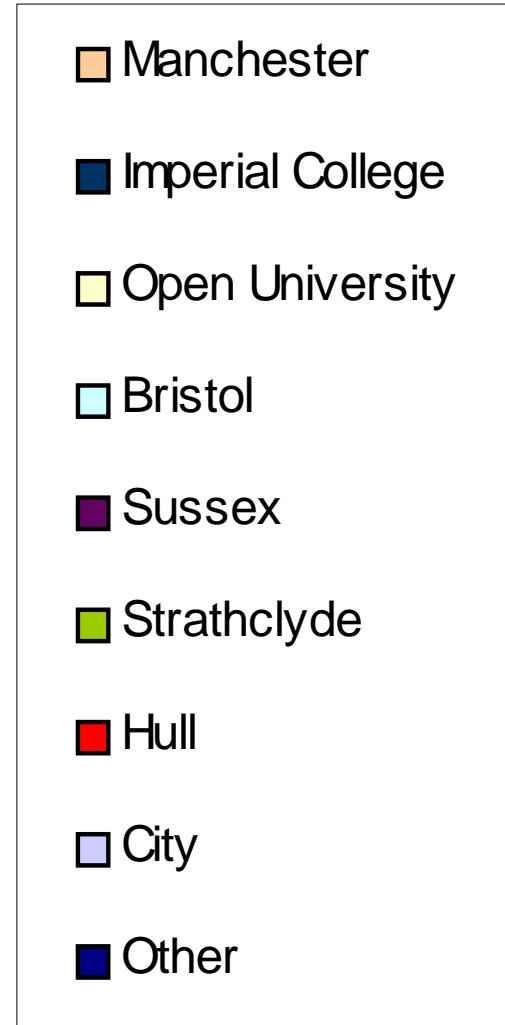 Manchester
Imperial College
Open University
Bristol
Sussex
Strathclyde
Hull
City
Other